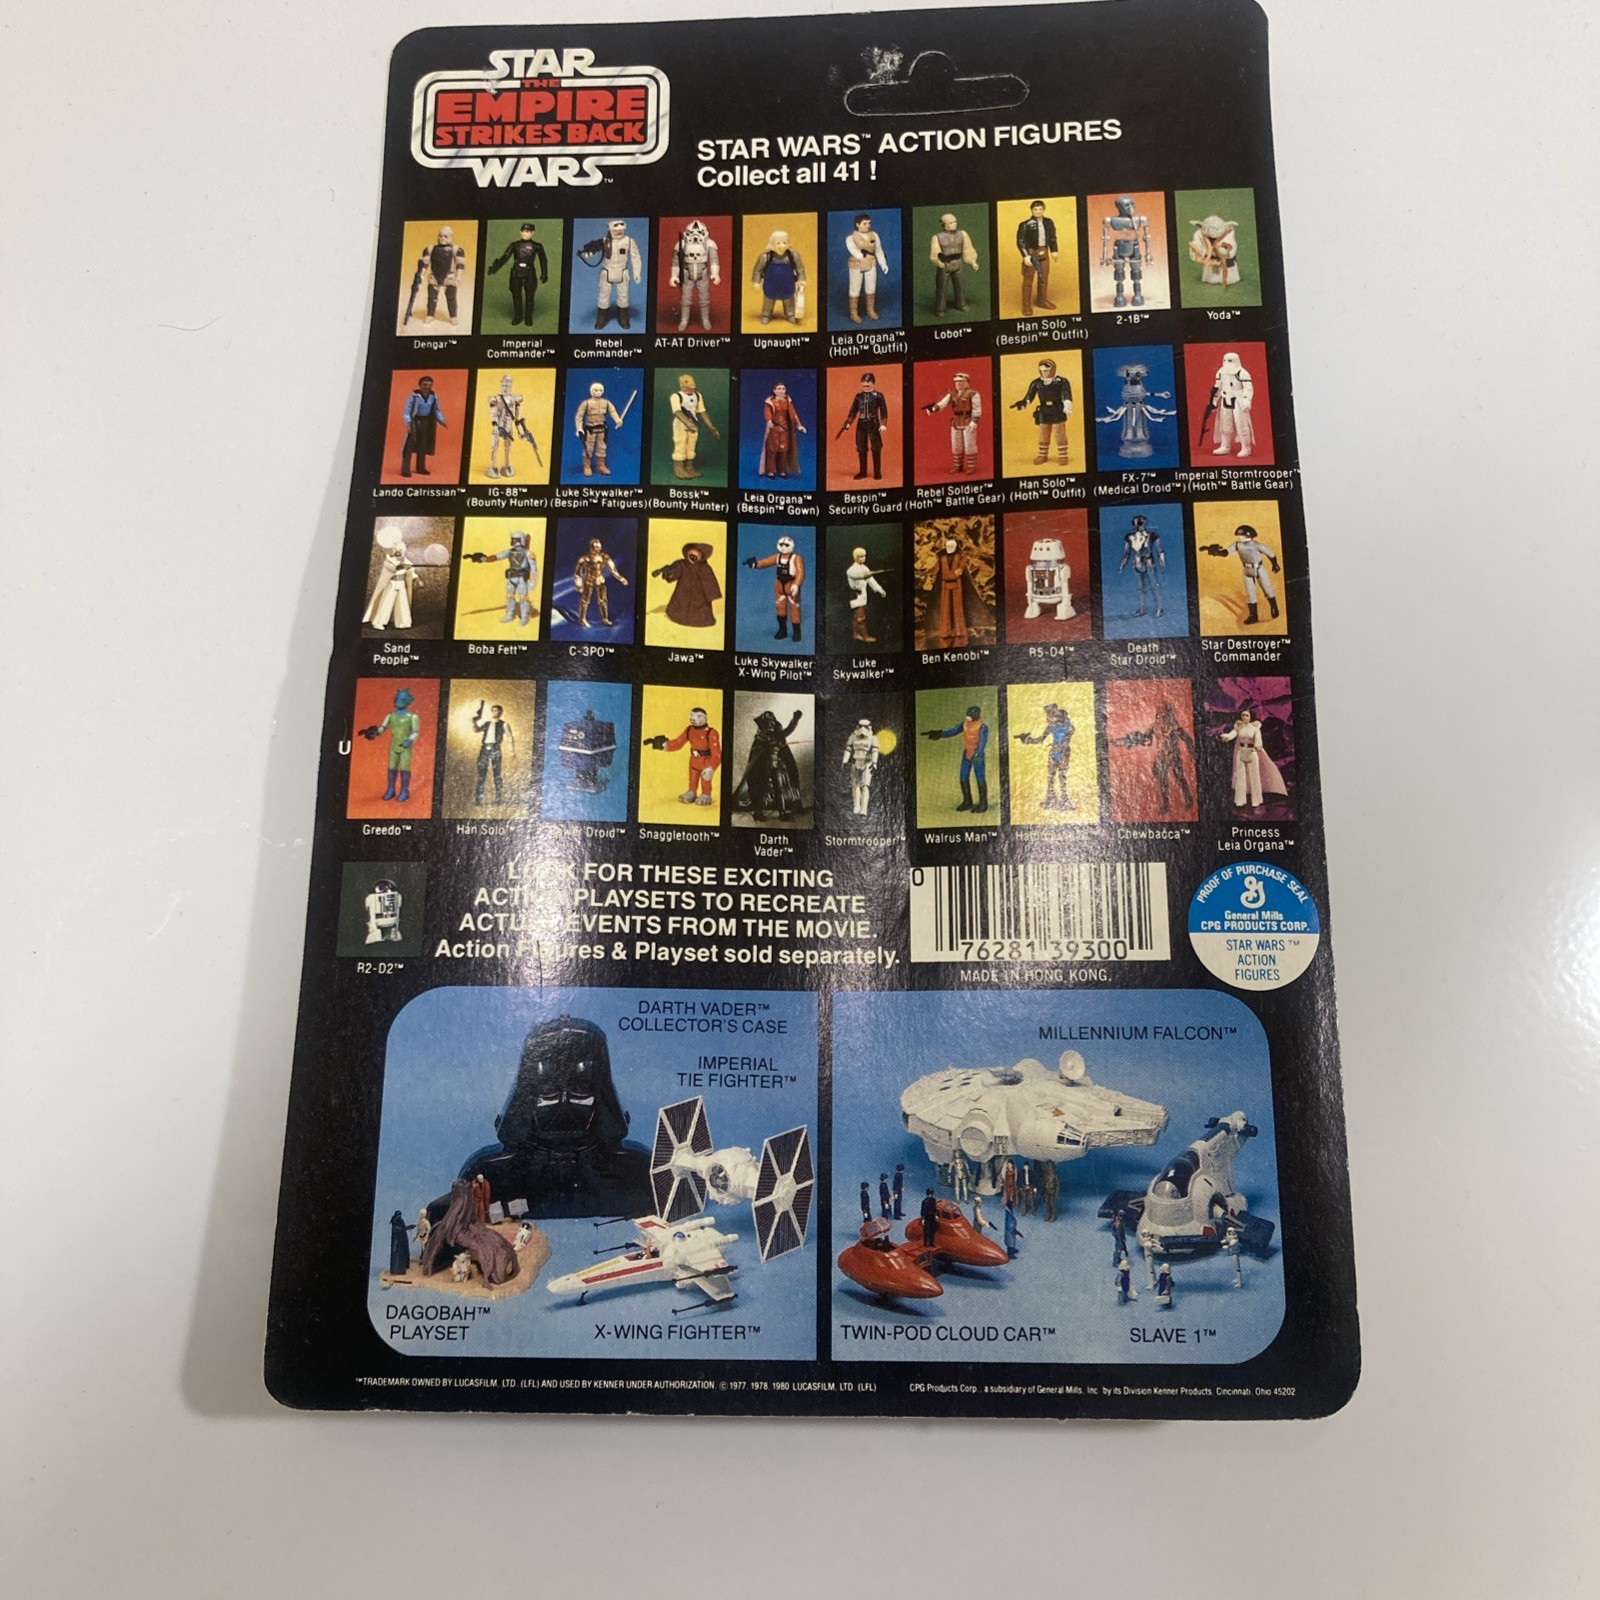 STAR
THE
EMPIRE
STRIKES BACK
WARS™
STAR WARS™ ACTION FIGURES
Collect all 41 !
Dengar™
Imperial
Commander™
Rebel
Commander™
AT-AT Driver™
Ugnaught™
Leia Organa™
(Hoth™ Outfit)
Lobot™
Han Solo™
(Bespin™ Outfit)
2-1B™
Yoda™
Lando Calrissian™
IG-88™
(Bounty Hunter)
Luke Skywalker™
(Bespin™ Fatigues)
Bossk™
(Bounty Hunter)
Leia Organa™
(Bespin™ Gown)
Bespin™
Security Guard
Rebel Soldier™
(Hoth™ Battle Gear)
Han Solo™
(Hoth™ Outfit)
FX-7™
(Medical Droid™)
Imperial Stormtrooper™
(Hoth™ Battle Gear)
Sand
People™
Boba Fett™
C-3PO™
Jawa™
Luke Skywalker
X-Wing Pilot™
Luke
Skywalker™
Ben Kenobi™
R5-D4™
Death
Star Droid™
Star Destroyer™
Commander
U
Greedo™
Han Solo™
Droid™
Snaggletooth™
Darth
Vader™
Stormtrooper™
Walrus Man™
Chewbacca™
Princess
Leia Organa™
R2-D2™
LOOK FOR THESE EXCITING
ACTION PLAYSETS TO RECREATE
ACTUAL EVENTS FROM THE MOVIE.
Action Figures & Playset sold separately.
0
76281 39300
MADE IN HONG KONG.
PROOF OF PURCHASE SEAL
General Mills
CPG PRODUCTS CORP.
STAR WARS™
ACTION
FIGURES
DARTH VADER™
COLLECTOR'S CASE
IMPERIAL
TIE FIGHTER™
DAGOBAH™
PLAYSET
X-WING FIGHTER™
MILLENNIUM FALCON™
TWIN-POD CLOUD CAR™
SLAVE 1™
™TRADEMARK OWNED BY LUCASFILM, LTD. (LFL) AND USED BY KENNER UNDER AUTHORIZATION. © 1977, 1978, 1980 LUCASFILM, LTD. (LFL)
CPG Products Corp., a subsidiary of General Mills, Inc. by its Division Kenner Products, Cincinnati, Ohio 45202